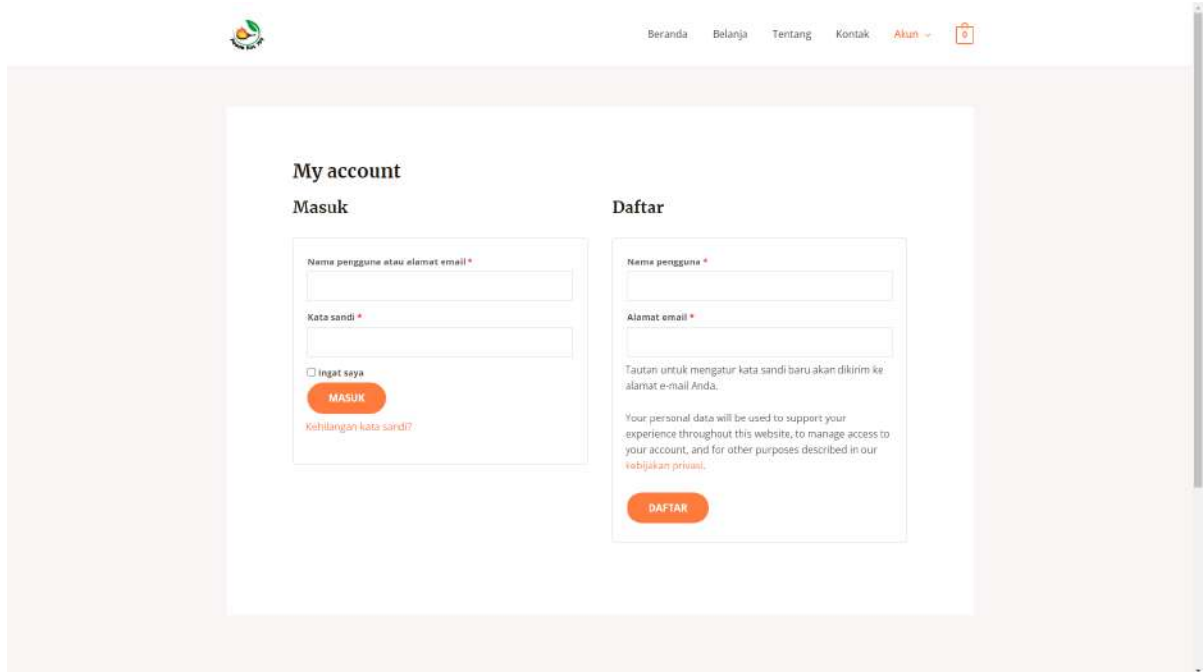 Beranda Belanja Tentang Kontak Akun 0
My account
Masuk
Nama pengguna atau alamat email *
Kata sandi *
Ingat saya
MASUK
Kehilangan kata sandi?
Daftar
Nama pengguna *
Alamat email *
Tautan untuk mengatur kata sandi baru akan dikirim ke
alamat e-mail Anda.
Your personal data will be used to support your
experience throughout this website, to manage access to
your account, and for other purposes described in our
kebijakan privasi.
DAFTAR